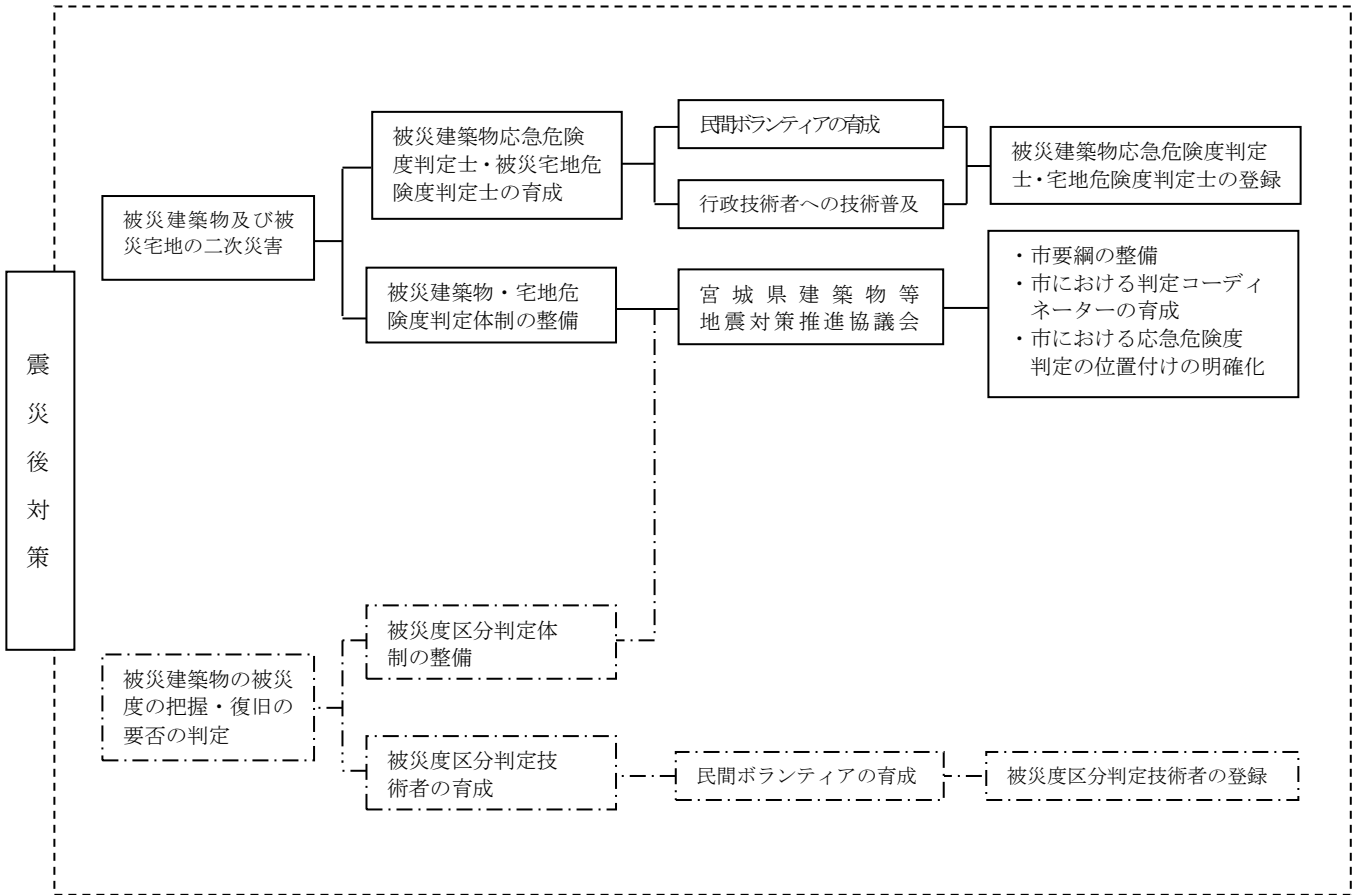 震災後対策
被災建築物及び被
災宅地の二次災害
被災建築物応急危険
度判定士・被災宅地危
険度判定士の育成
民間ボランティアの育成
行政技術者への技術普及
被災建築物応急危険度判定
士・宅地危険度判定士の登録
被災建築物・宅地危
険度判定体制の整備
宮城県建築物等
地震対策推進協議会
・市要綱の整備
・市における判定コーディ
ネーターの育成
・市における応急危険度
判定の位置付けの明確化
被災建築物の被災
度の把握・復旧の
要否の判定
被災度区分判定体
制の整備
被災度区分判定技
術者の育成
民間ボランティアの育成
被災度区分判定技術者の登録